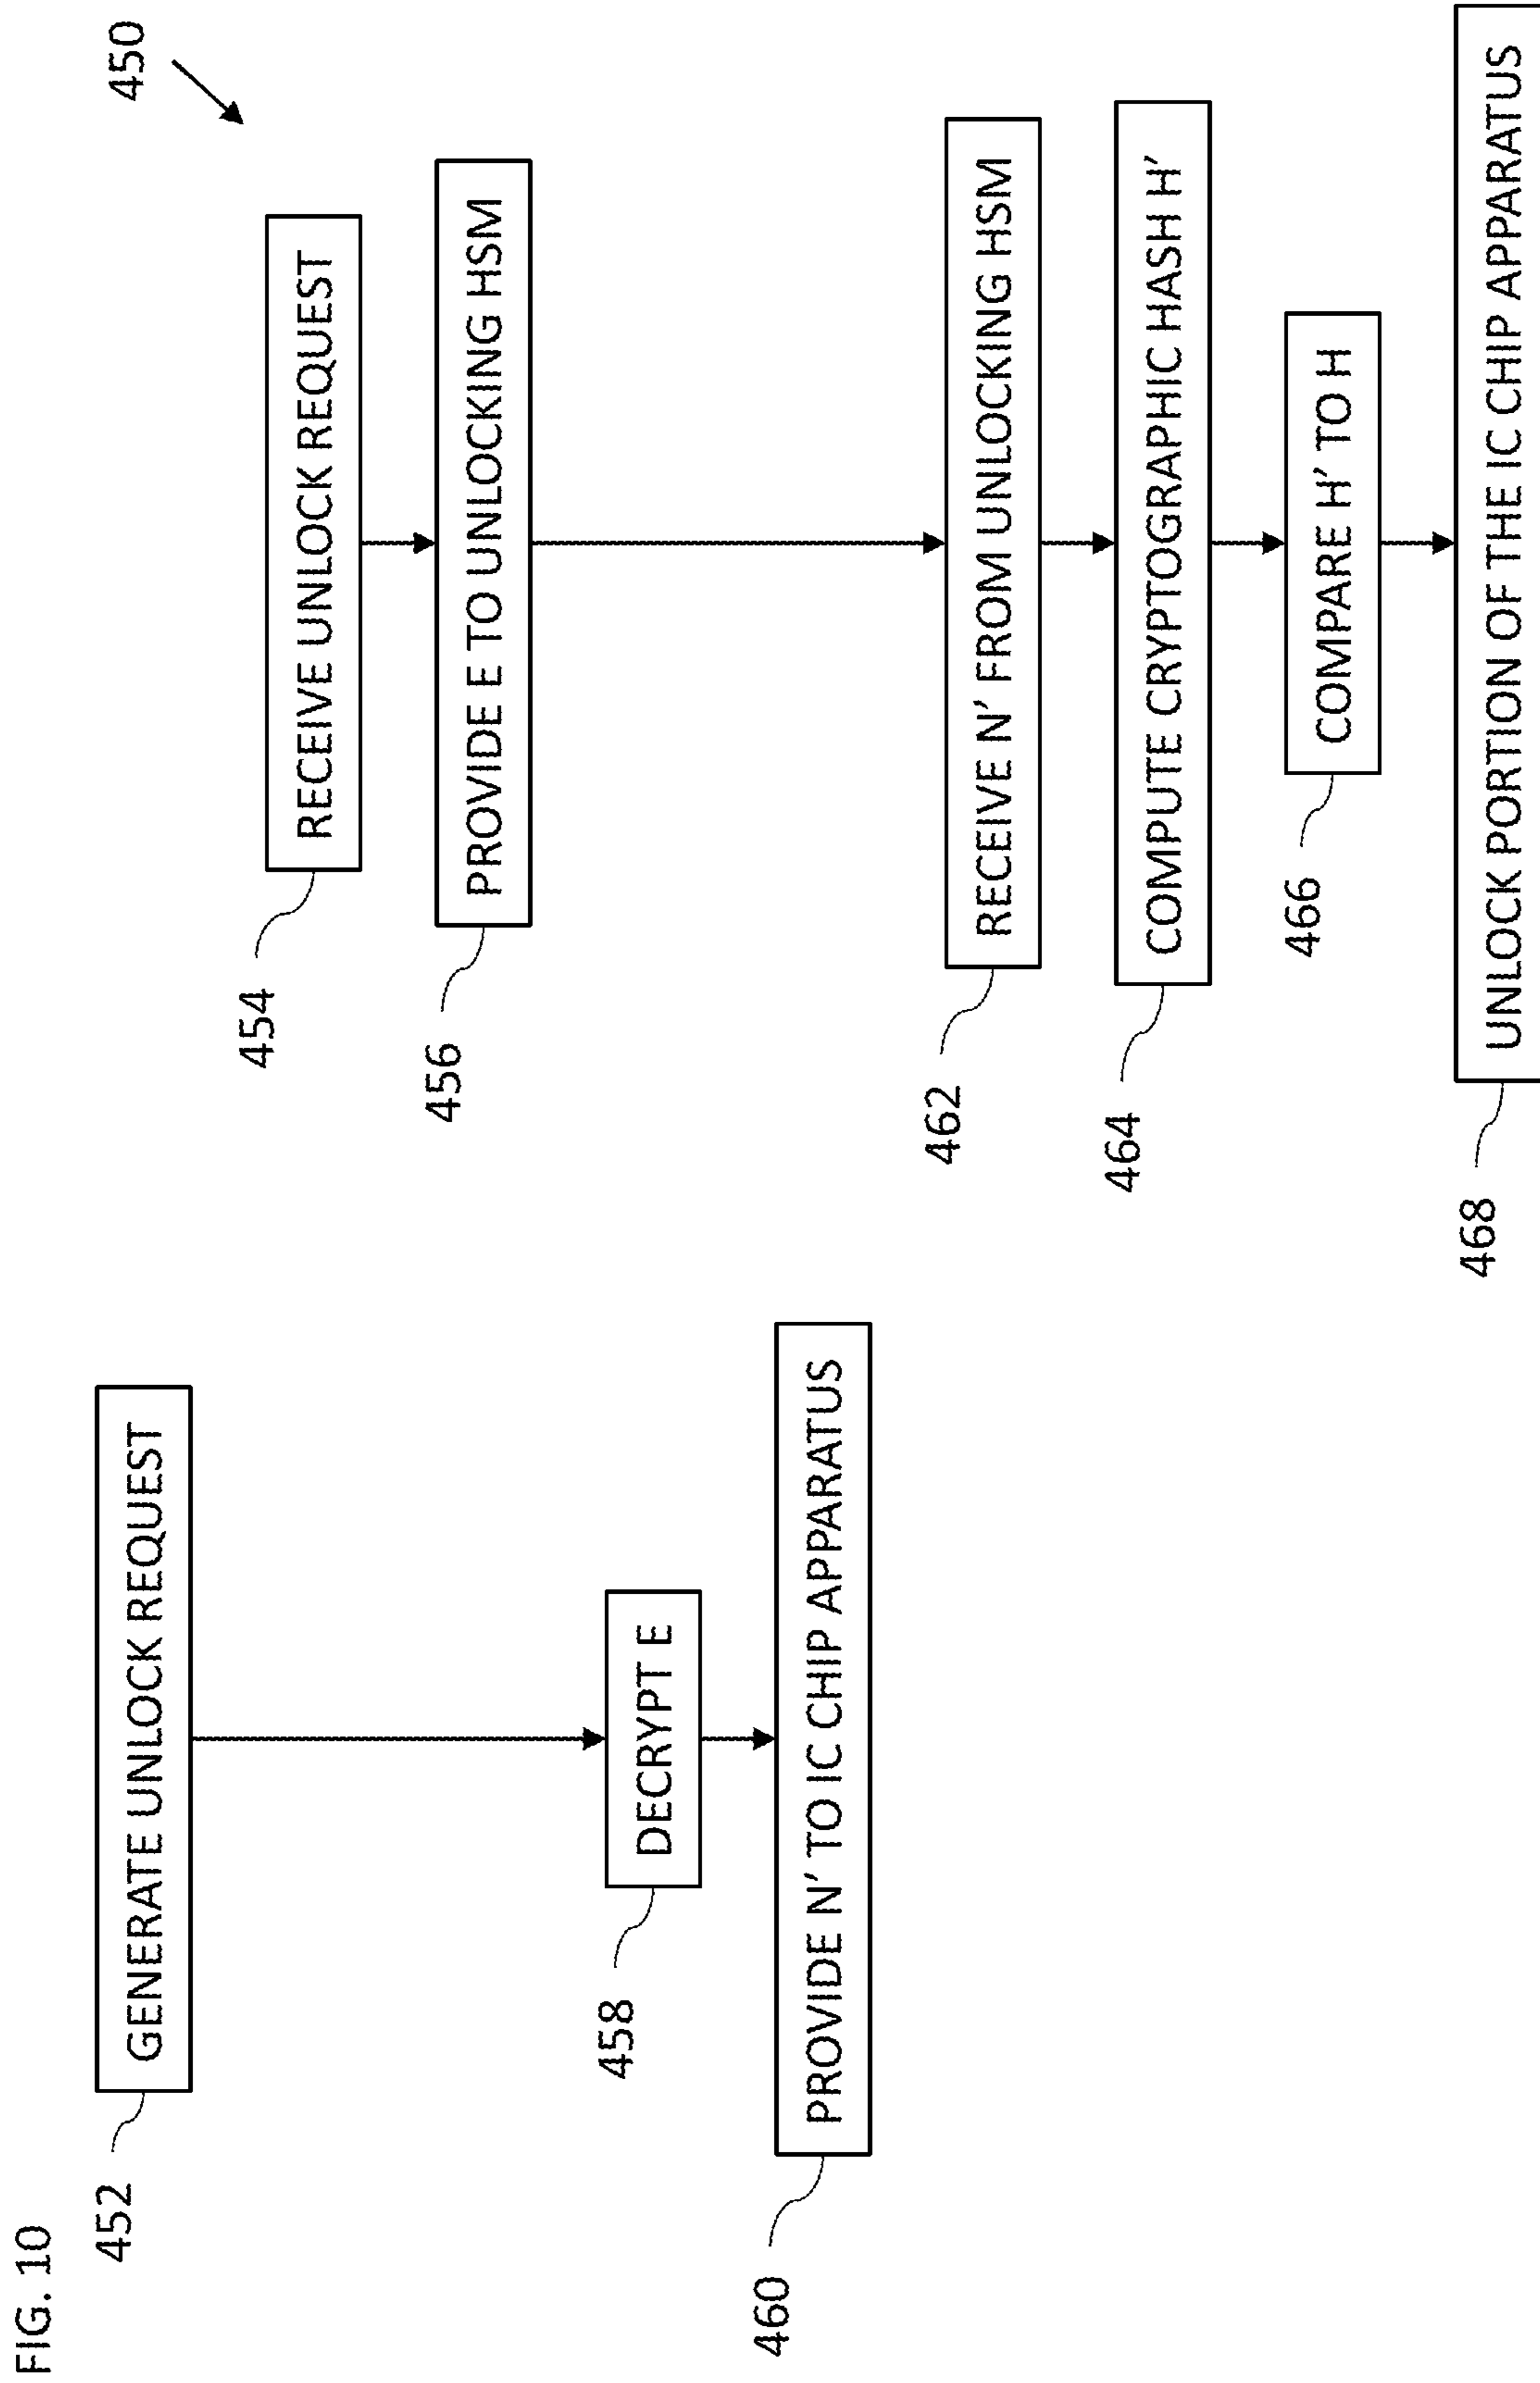 FIG. 10
450
452
GENERATE UNLOCK REQUEST
454
RECEIVE UNLOCK REQUEST
456
PROVIDE E TO UNLOCKING HSM
458
DECRYPT E
460
PROVIDE N' TO IC CHIP APPARATUS
462
RECEIVE N' FROM UNLOCKING HSM
464
COMPUTE CRYPTOGRAPHIC HASH H'
466
COMPARE H' TO H
468
UNLOCK PORTION OF THE IC CHIP APPARATUS